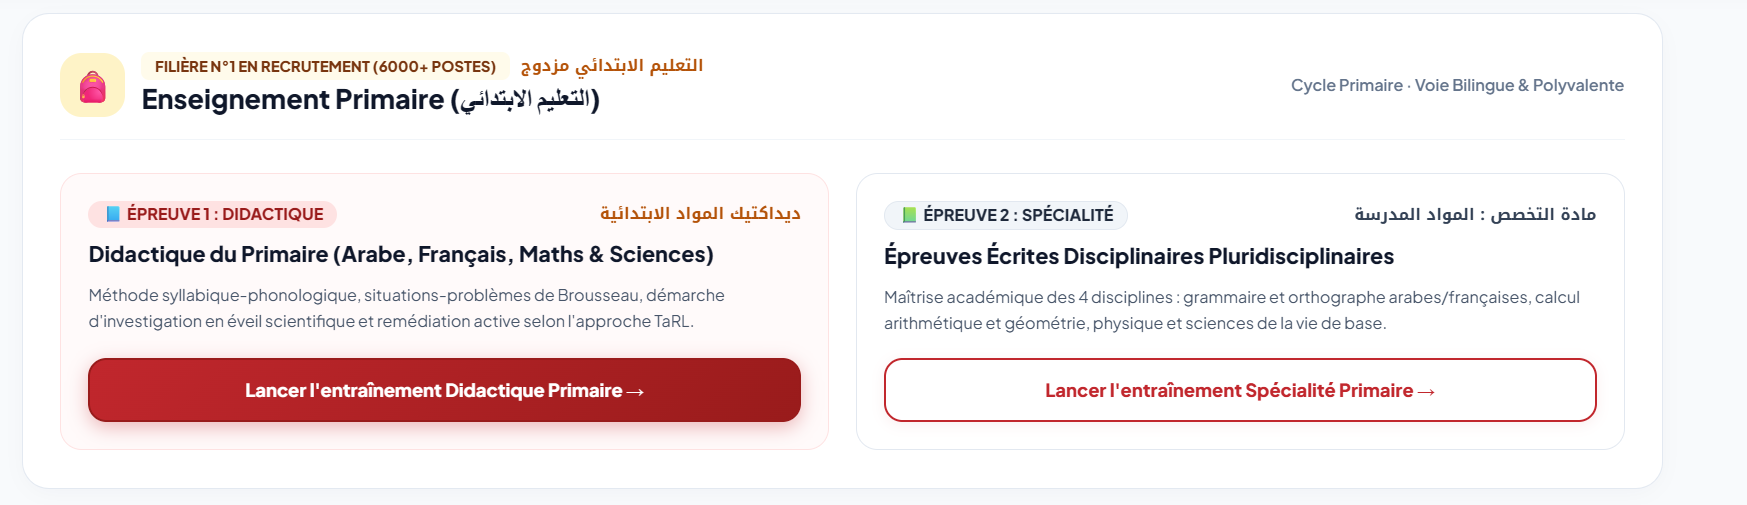 FILIÈRE N°1 EN RECRUTEMENT (6000+ POSTES) التعليم الابتدائي مزدوج
Enseignement Primaire (التعليم الابتدائي)
Cycle Primaire · Voie Bilingue & Polyvalente
📘 ÉPREUVE 1 : DIDACTIQUE ديداكتيك المواد الابتدائية
Didactique du Primaire (Arabe, Français, Maths & Sciences)
Méthode syllabique-phonologique, situations-problèmes de Brousseau, démarche
d'investigation en éveil scientifique et remédiation active selon l'approche TaRL.
Lancer l'entraînement Didactique Primaire →
📗 ÉPREUVE 2 : SPÉCIALITÉ مادة التخصص : المواد المدرسة
Épreuves Écrites Disciplinaires Pluridisciplinaires
Maîtrise académique des 4 disciplines : grammaire et orthographe arabes/françaises, calcul
arithmétique et géométrie, physique et sciences de la vie de base.
Lancer l'entraînement Spécialité Primaire →